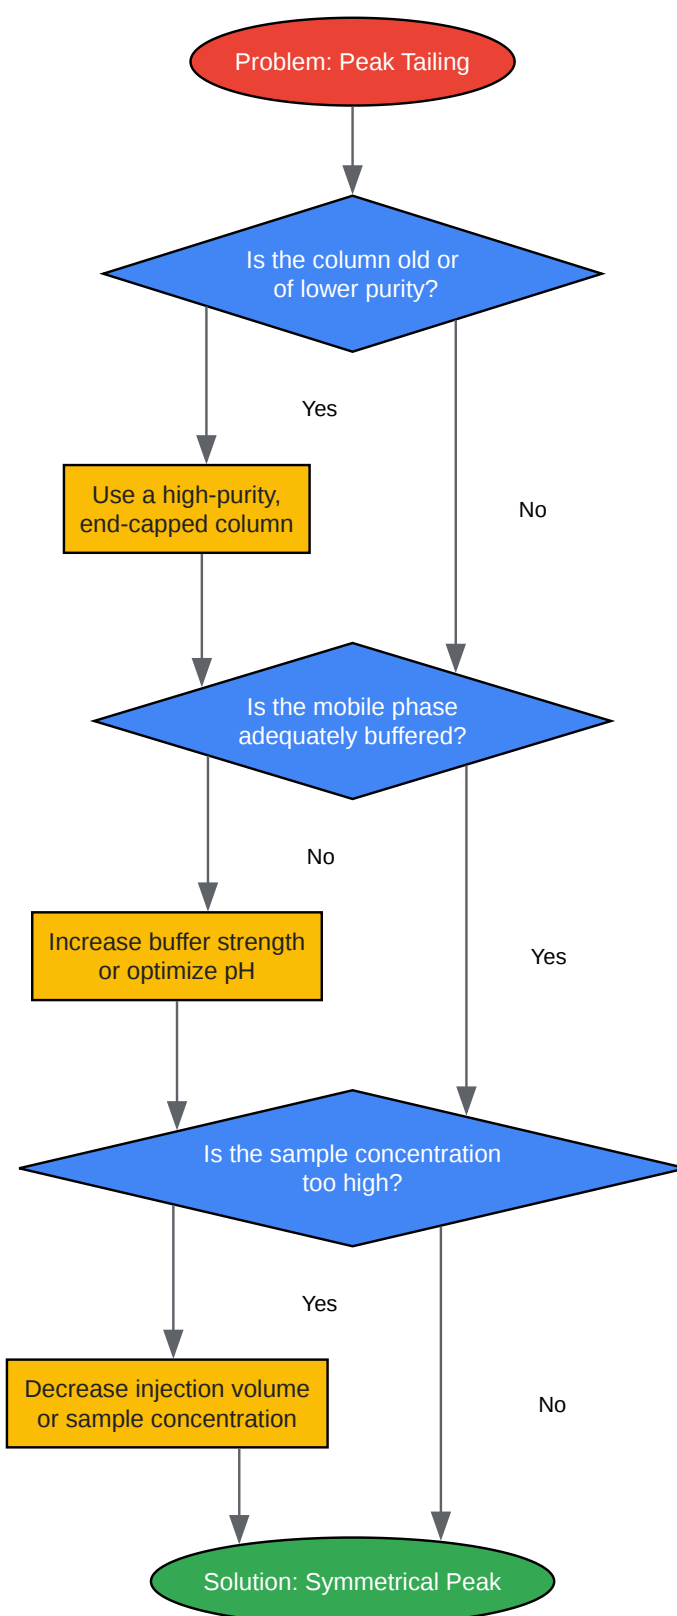 Problem: Peak Tailing
Is the column old or
of lower purity?
Yes
Use a high-purity,
end-capped column
No
Is the mobile phase
adequately buffered?
No
Increase buffer strength
or optimize pH
Yes
Is the sample concentration
too high?
Yes
Decrease injection volume
or sample concentration
No
Solution: Symmetrical Peak